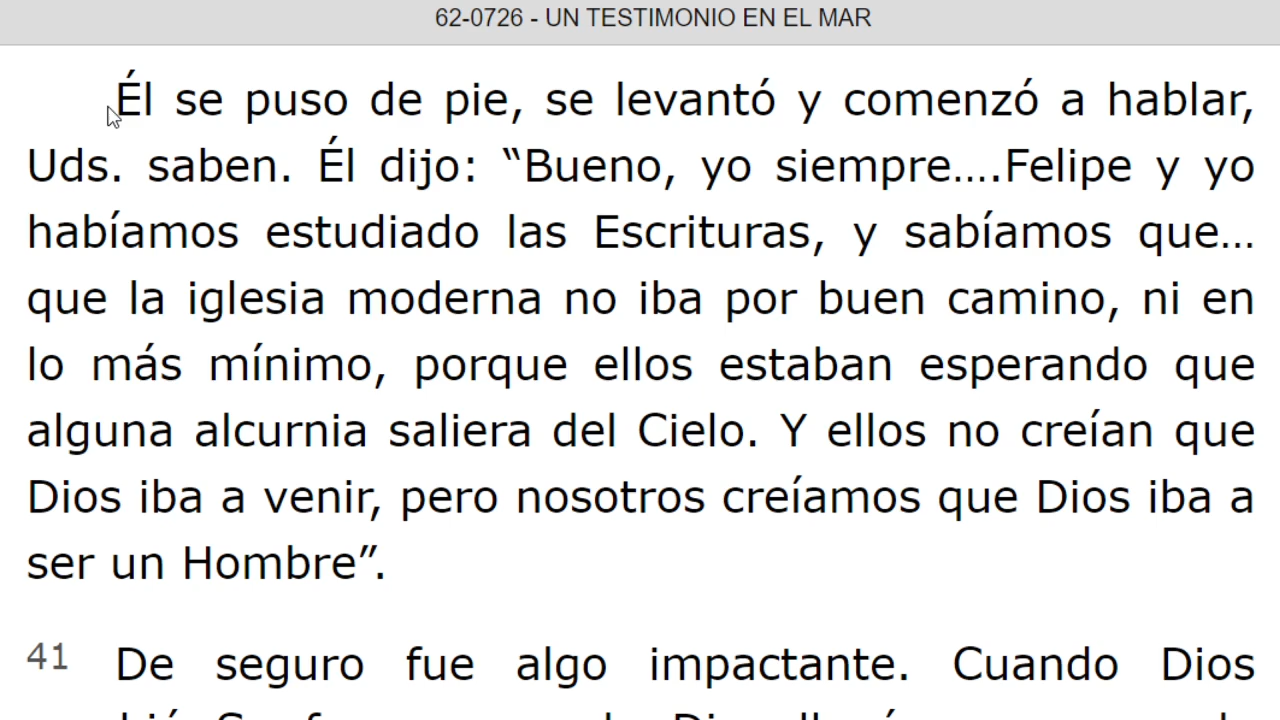 62-0726 - UN TESTIMONIO EN EL MAR
Él se puso de pie, se levantó y comenzó a hablar,
Uds. saben. Él dijo: “Bueno, yo siempre….Felipe y yo
habíamos estudiado las Escrituras, y sabíamos que…
que la iglesia moderna no iba por buen camino, ni en
lo más mínimo, porque ellos estaban esperando que
alguna alcurnia saliera del Cielo. Y ellos no creían que
Dios iba a venir, pero nosotros creíamos que Dios iba a
ser un Hombre”.
41 De seguro fue algo impactante. Cuando Dios